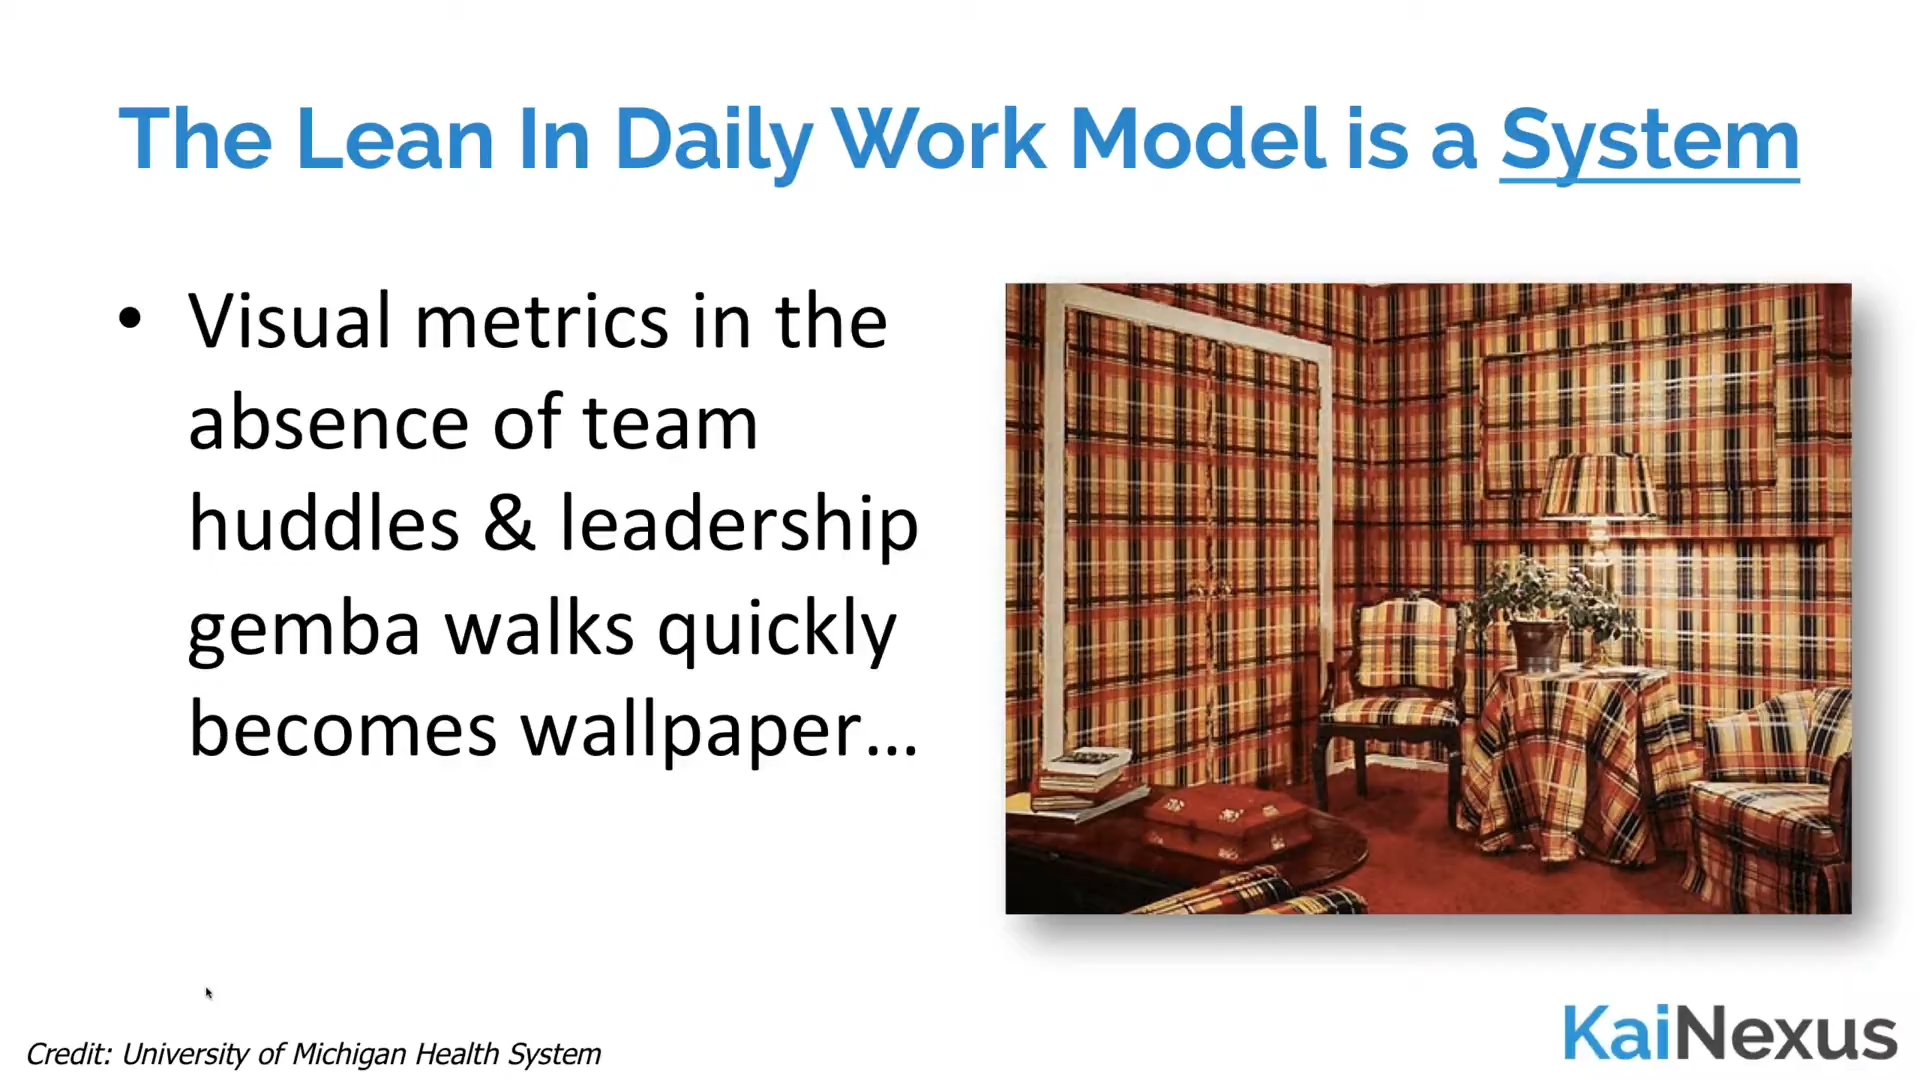 The Lean In Daily Work Model is a System
• Visual metrics in the
absence of team
huddles & leadership
gemba walks quickly
becomes wallpaper...
Credit: University of Michigan Health System
KaiNexus